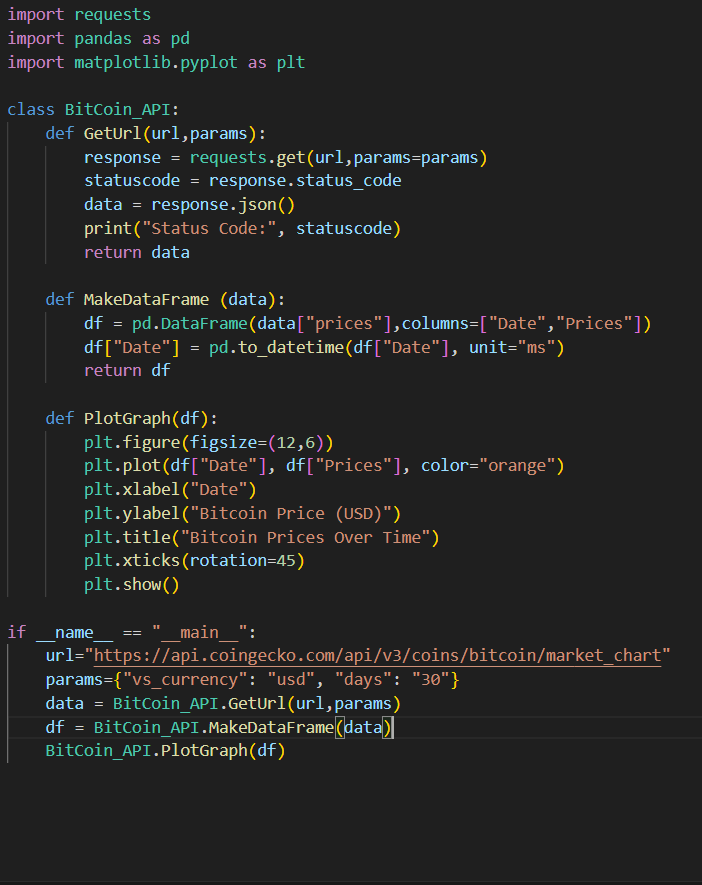 import requests
import pandas as pd
import matplotlib.pyplot as plt

class BitCoin_API:
    def GetUrl(url,params):
        response = requests.get(url,params=params)
        statuscode = response.status_code
        data = response.json()
        print("Status Code:", statuscode)
        return data

    def MakeDataFrame (data):
        df = pd.DataFrame(data["prices"],columns=["Date","Prices"])
        df["Date"] = pd.to_datetime(df["Date"], unit="ms")
        return df

    def PlotGraph(df):
        plt.figure(figsize=(12,6))
        plt.plot(df["Date"], df["Prices"], color="orange")
        plt.xlabel("Date")
        plt.ylabel("Bitcoin Price (USD)")
        plt.title("Bitcoin Prices Over Time")
        plt.xticks(rotation=45)
        plt.show()

if __name__ == "__main__":
    url="https://api.coingecko.com/api/v3/coins/bitcoin/market_chart"
    params={"vs_currency": "usd", "days": "30"}
    data = BitCoin_API.GetUrl(url,params)
    df = BitCoin_API.MakeDataFrame(data)
    BitCoin_API.PlotGraph(df)